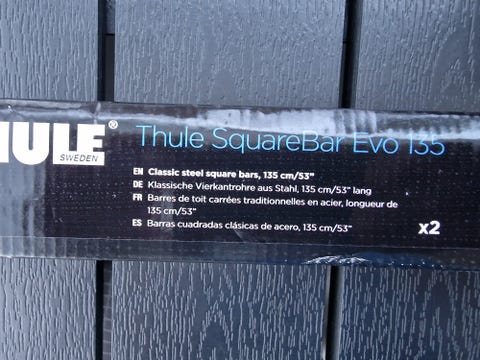 THULE®
SWEDEN
Thule SquareBar Evo 135
EN Classic steel square bars, 135 cm/53"
DE Klassische Vierkantrohre aus Stahl, 135 cm/53" lang
FR Barres de toit carrées traditionnelles en acier, longueur de
135 cm/53"
ES Barras cuadradas clásicas de acero, 135 cm/53"
x2